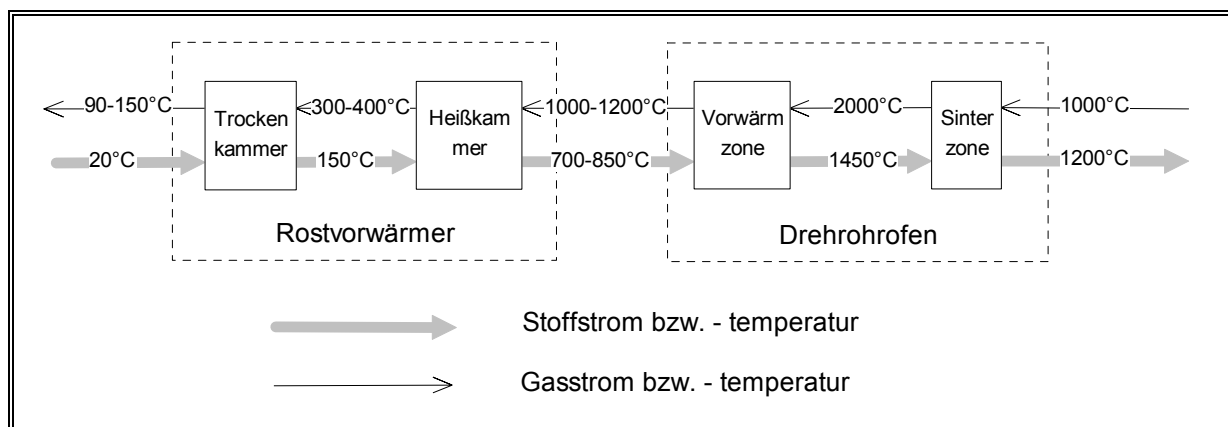 90-150°C
300-400°C
1000-1200°C
2000°C
1000°C
Trocken
kammer
Heißkam
mer
Vorwärm
zone
Sinter
zone
20°C
150°C
700-850°C
1450°C
1200°C
Rostvorwärmer
Drehrohrofen
Stoffstrom bzw. - temperatur
Gasstrom bzw. - temperatur